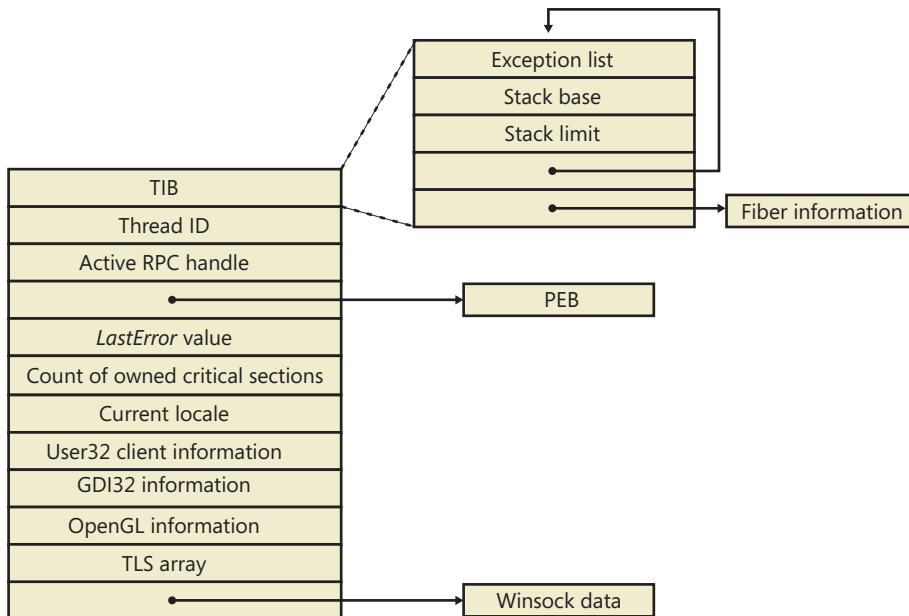 Exception list
Stack base
Stack limit
Fiber information
TIB
Thread ID
Active RPC handle
PEB
LastError value
Count of owned critical sections
Current locale
User32 client information
GDI32 information
OpenGL information
TLS array
Winsock data